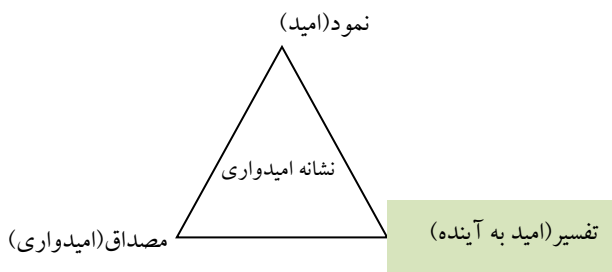 نمود(امید)
نشانه امیدواری
تفسیر(امید به آینده)
مصداق(امیدواری)